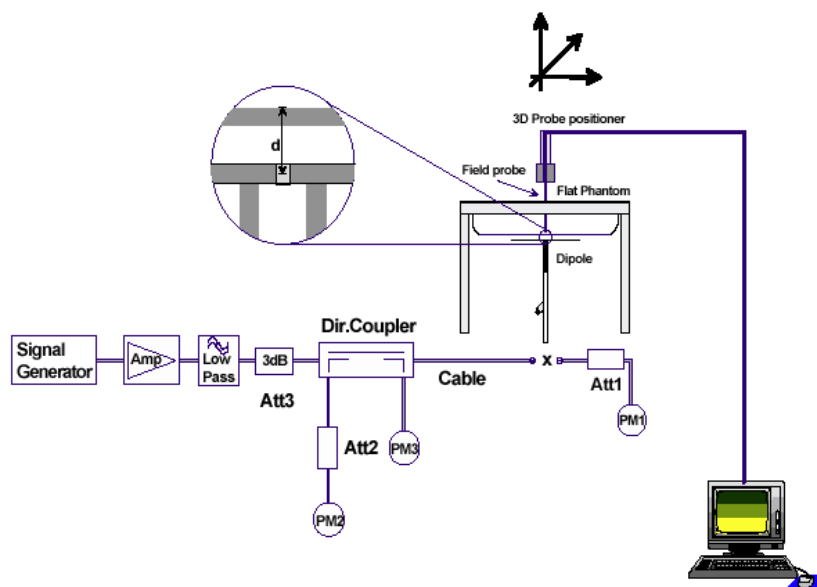 3D Probe positioner
d
Field probe
Flat Phantom
Dipole
Dir.Coupler
Signal
Generator
Amp
Low
Pass
3dB
Att3
Cable
x
Att1
PM1
Att2
PM3
PM2